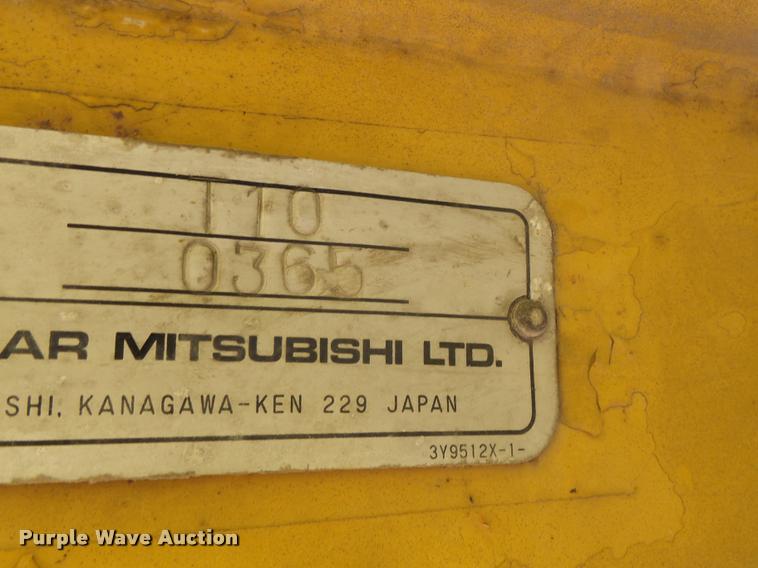 110
0365
AR MITSUBISHI LTD.
SHI, KANAGAWA-KEN 229 JAPAN
3Y9512X-1-
Purple Wave Auction